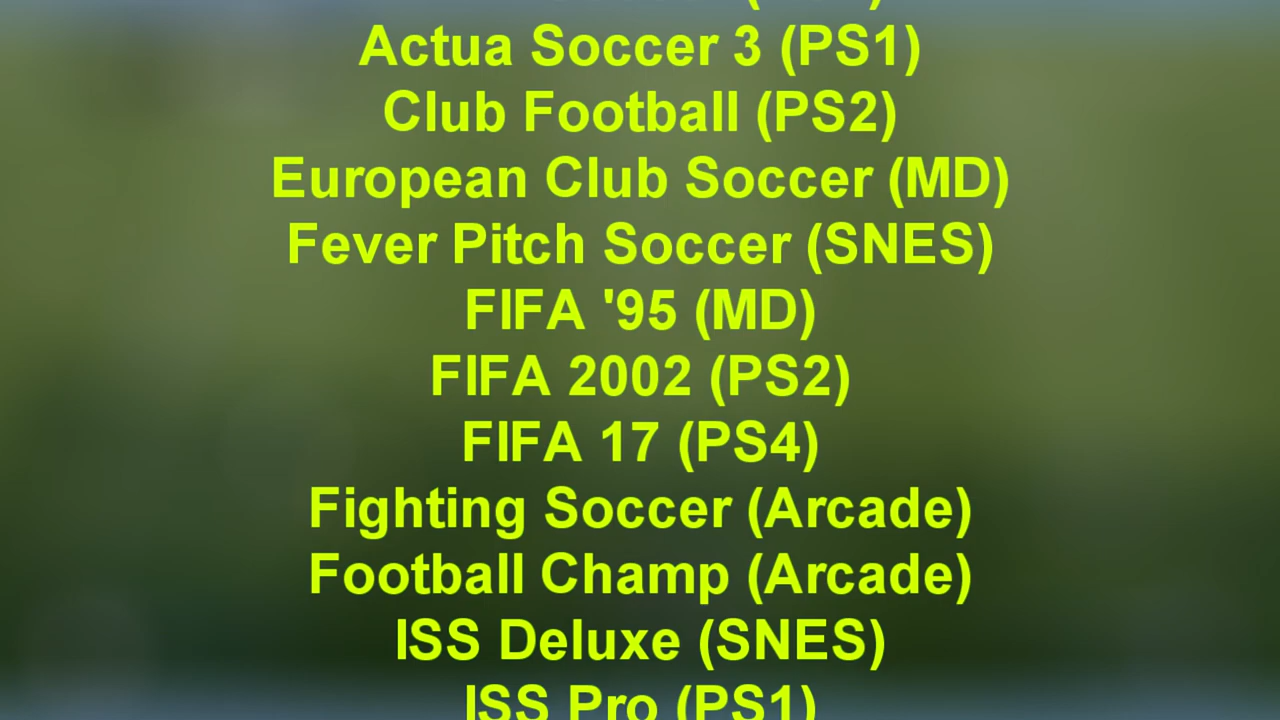 Actua Soccer 3 (PS1)
Club Football (PS2)
European Club Soccer (MD)
Fever Pitch Soccer (SNES)
FIFA '95 (MD)
FIFA 2002 (PS2)
FIFA 17 (PS4)
Fighting Soccer (Arcade)
Football Champ (Arcade)
ISS Deluxe (SNES)
ISS Pro (PS1)